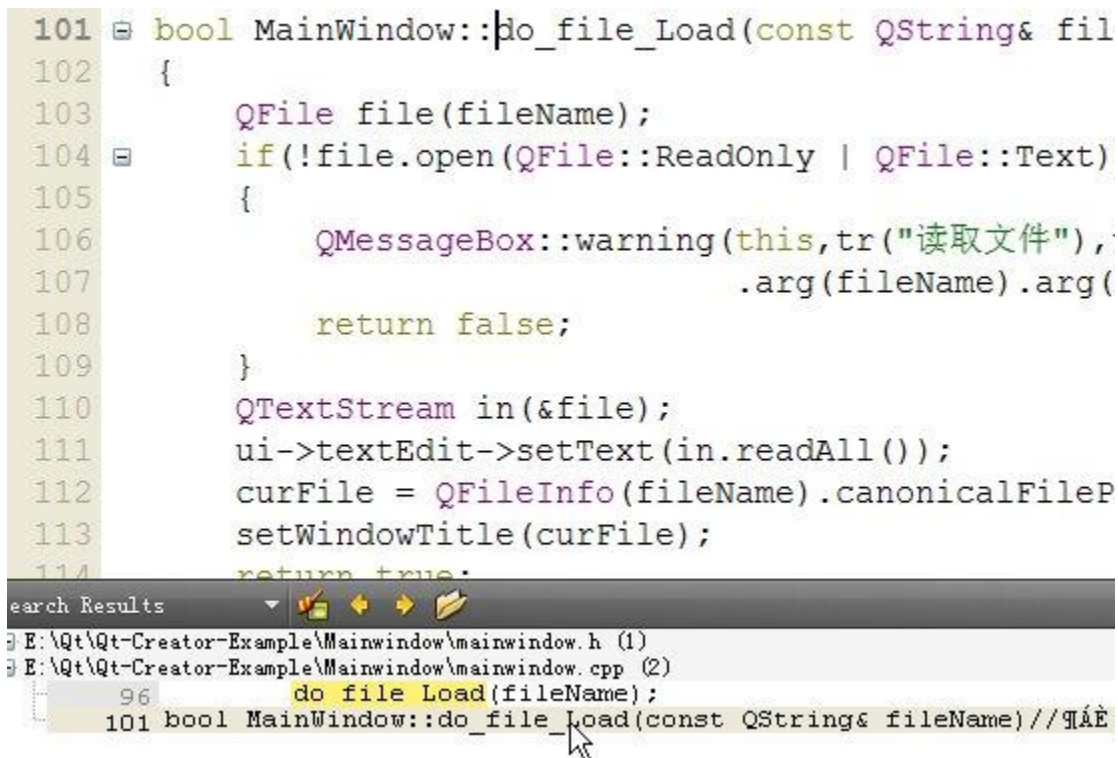 101 bool MainWindow::do_file_Load(const QString& fil
102 {
103 QFile file(fileName);
104 if(!file.open(QFile::ReadOnly | QFile::Text)
105 {
106 QMessageBox::warning(this,tr("读取文件"),
107 .arg(fileName).arg(
108 return false;
109 }
110 QTextStream in(&file);
111 ui->textEdit->setText(in.readAll());
112 curFile = QFileInfo(fileName).canonicalFileP
113 setWindowTitle(curFile);
114 return true;
earch Results
E:\Qt\Qt-Creator-Example\Mainwindow\mainwindow.h (1)
E:\Qt\Qt-Creator-Example\Mainwindow\mainwindow.cpp (2)
96 do_file_Load(fileName);
101 bool MainWindow::do_file_Load(const QString& fileName)//¶ÁÈ